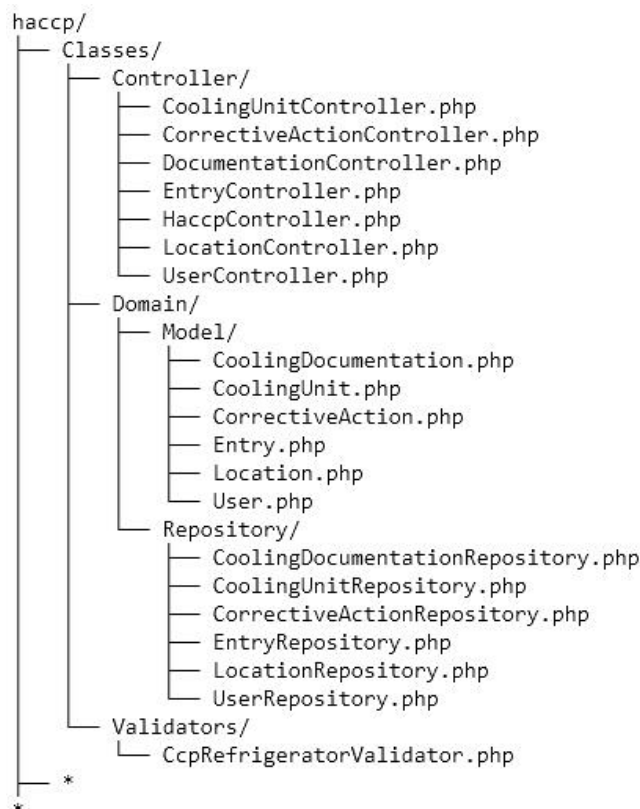 haccp/
├── Classes/
│   ├── Controller/
│   │   ├── CoolingUnitController.php
│   │   ├── CorrectiveActionController.php
│   │   ├── DocumentationController.php
│   │   ├── EntryController.php
│   │   ├── HaccpController.php
│   │   ├── LocationController.php
│   │   └── UserController.php
│   ├── Domain/
│   │   ├── Model/
│   │   │   ├── CoolingDocumentation.php
│   │   │   ├── CoolingUnit.php
│   │   │   ├── CorrectiveAction.php
│   │   │   ├── Entry.php
│   │   │   ├── Location.php
│   │   │   └── User.php
│   │   └── Repository/
│   │       ├── CoolingDocumentationRepository.php
│   │       ├── CoolingUnitRepository.php
│   │       ├── CorrectiveActionRepository.php
│   │       ├── EntryRepository.php
│   │       ├── LocationRepository.php
│   │       └── UserRepository.php
│   └── Validators/
│       └── CcpRefrigeratorValidator.php
├── *
*